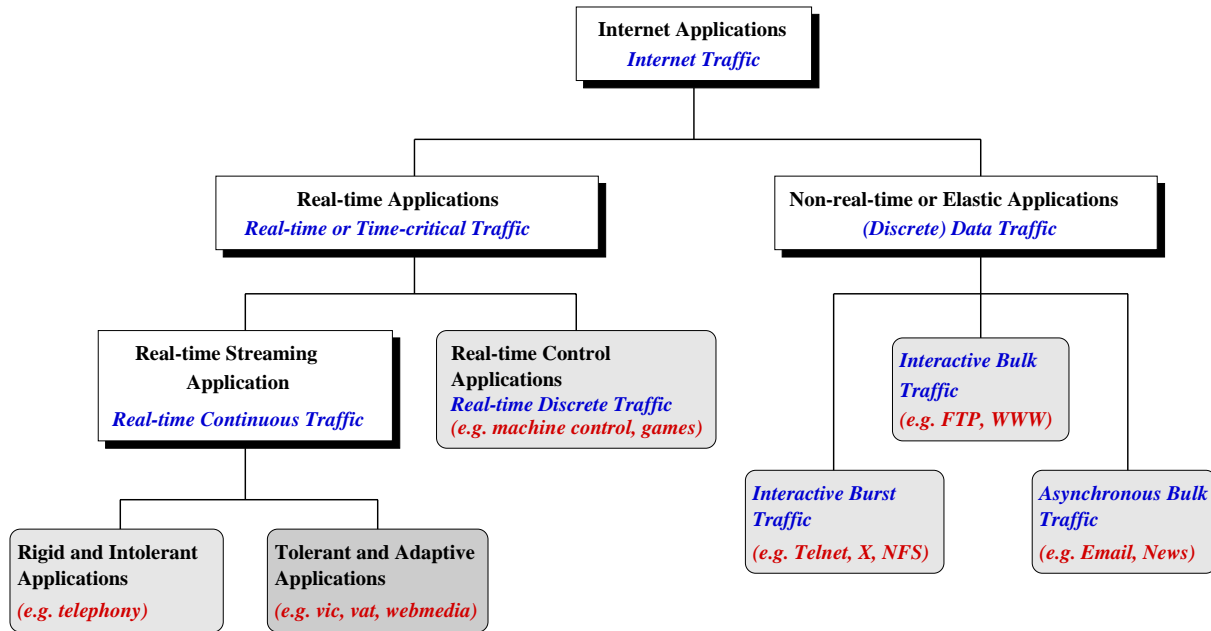 Internet Applications
Internet Traffic
Real-time Applications
Real-time or Time-critical Traffic
Non-real-time or Elastic Applications
(Discrete) Data Traffic
Real-time Streaming
Application
Real-time Continuous Traffic
Real-time Control
Applications
Real-time Discrete Traffic
(e.g. machine control, games)
Interactive Bulk
Traffic
(e.g. FTP, WWW)
Interactive Burst
Traffic
(e.g. Telnet, X, NFS)
Asynchronous Bulk
Traffic
(e.g. Email, News)
Rigid and Intolerant
Applications
(e.g. telephony)
Tolerant and Adaptive
Applications
(e.g. vic, vat, webmedia)